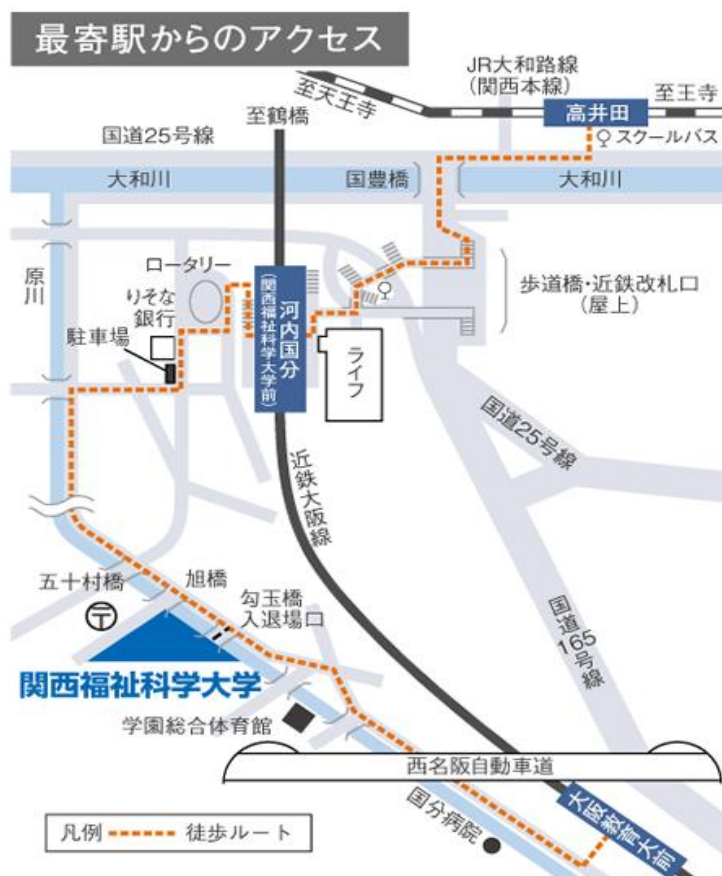 最寄駅からのアクセス
JR大和路線
(関西本線)
至天王寺
高井田
至王寺
至鶴橋
スクールバス
国道25号線
大和川
国豊橋
大和川
原川
ロータリー
りそな
銀行
駐車場
河内国分
(関西福祉科学大学前)
ライフ
歩道橋・近鉄改札口
(屋上)
国道25号線
近鉄大阪線
国道165号線
五十村橋
旭橋
勾玉橋
入退場口
関西福祉科学大学
学園総合体育館
西名阪自動車道
国分病院
大阪教育大前
凡例
徒歩ルート